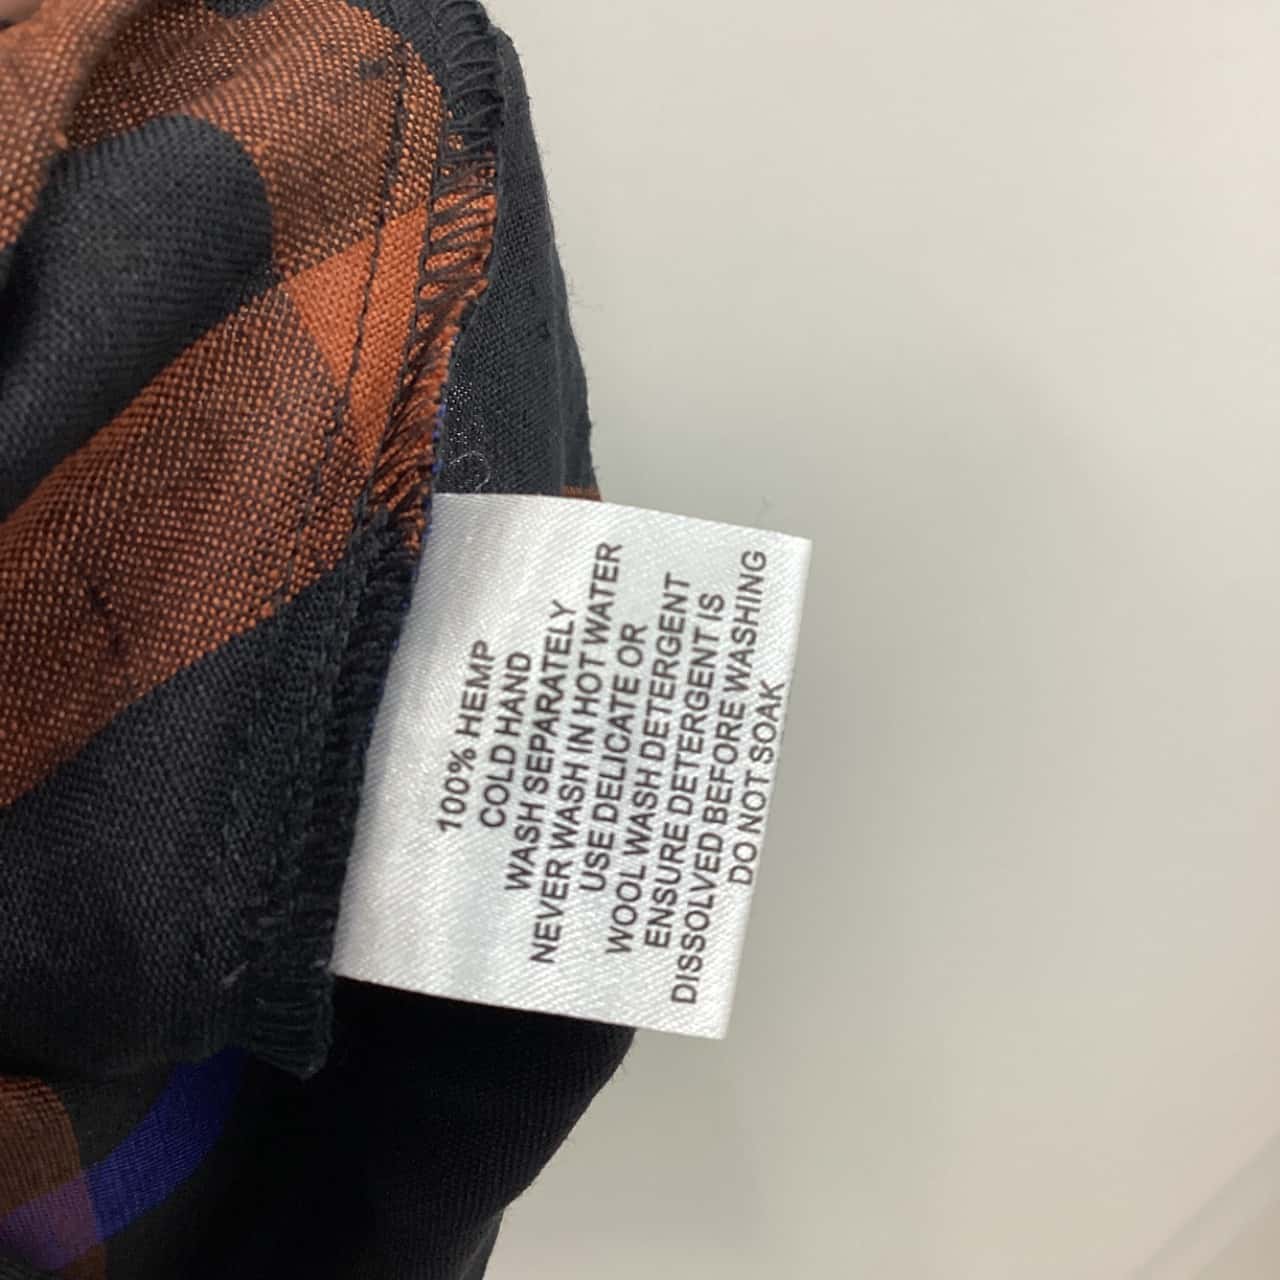 100% HEMP
COLD HAND
WASH SEPARATELY
NEVER WASH IN HOT WATER
USE DELICATE OR
WOOL WASH DETERGENT
ENSURE DETERGENT IS
DISSOLVED BEFORE WASHING
DO NOT SOAK